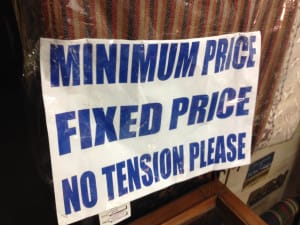 MINIMUM PRICE
FIXED PRICE
NO TENSION PLEASE